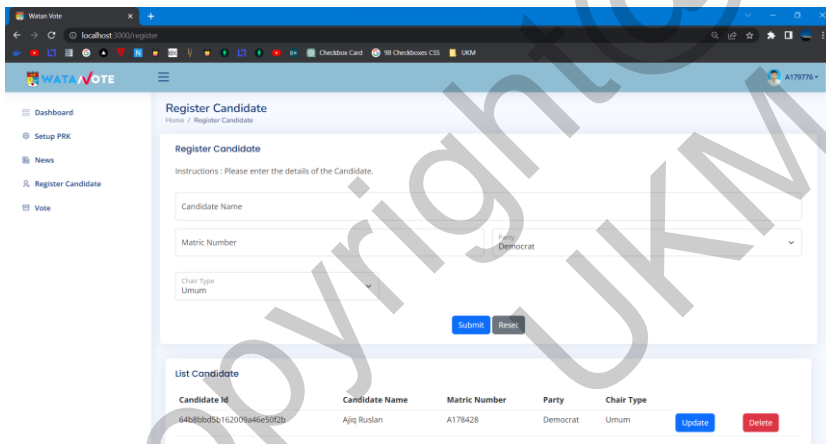 Watan Vote
localhost:3000/register
Checkbox Card
98 Checkboxes CSS
UKM
WATANVOTE
A179776
Dashboard
Setup PRK
News
Register Candidate
Vote
Register Candidate
Home / Register Candidate
Register Candidate
Instructions : Please enter the details of the Candidate.
Candidate Name
Matric Number
Party
Democrat
Chair Type
Umum
Submit Reset
List Candidate
Candidate Id Candidate Name Matric Number Party Chair Type
64b8bbd5b162009a46e50f2b Ajiq Ruslan A178428 Democrat Umum Update Delete
Copyright@
UKM